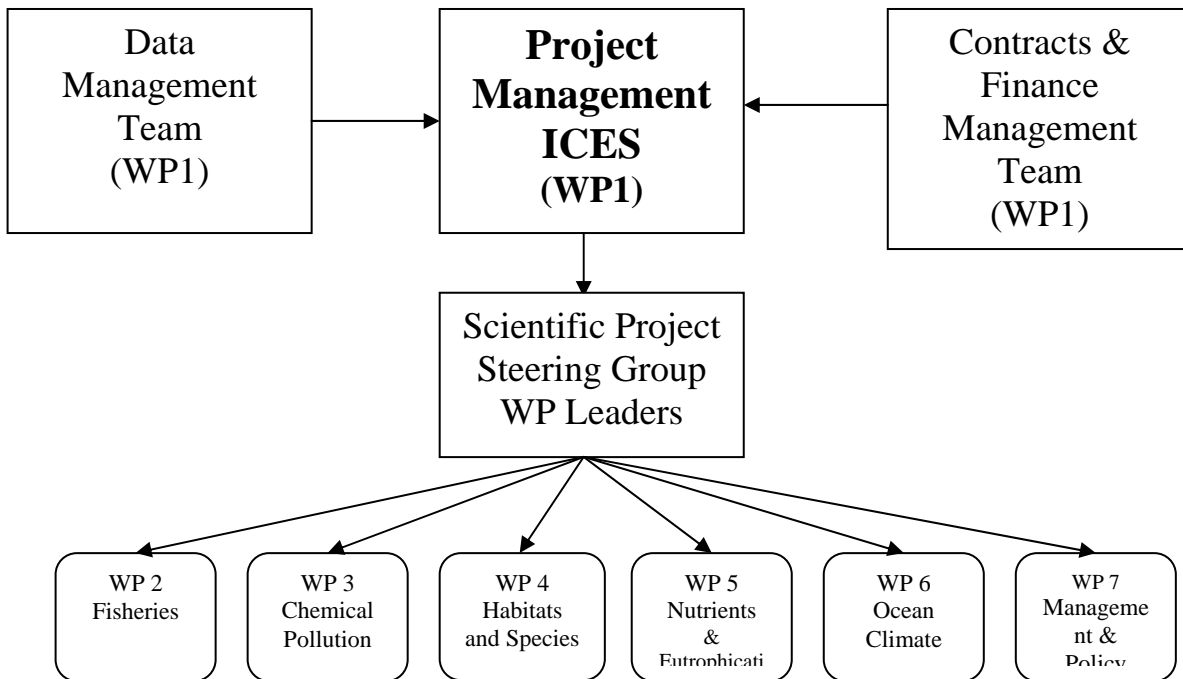 Data
Management
Team
(WP1)
Project
Management
ICES
(WP1)
Contracts &
Finance
Management
Team
(WP1)
Scientific Project
Steering Group
WP Leaders
WP 2
Fisheries
WP 3
Chemical
Pollution
WP 4
Habitats
and Species
WP 5
Nutrients
&
Eutrophicati
WP 6
Ocean
Climate
WP 7
Manageme
nt &
Policy